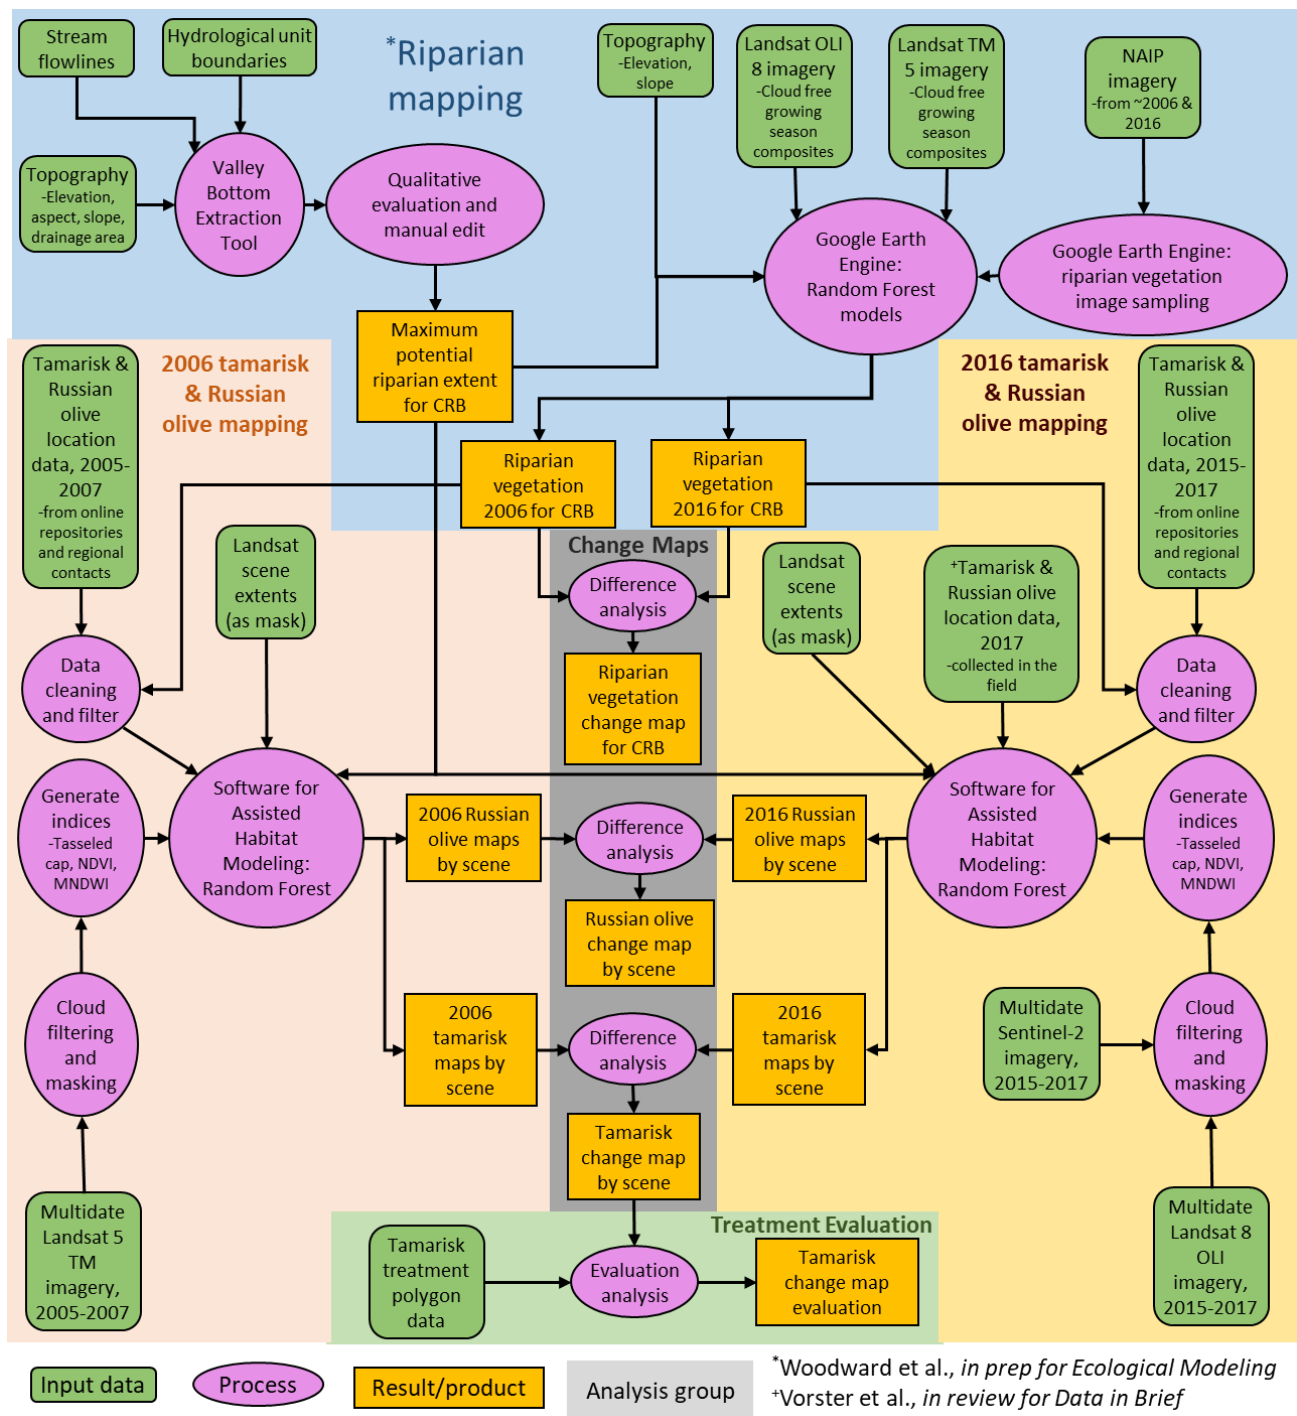 Stream
flowlines
Hydrological unit
boundaries
*Riparian
mapping
Topography
-Elevation,
slope
Landsat OLI
8 imagery
-Cloud free
growing
season
composites
Landsat TM
5 imagery
-Cloud free
growing
season
composites
NAIP
imagery
-from ~2006 &
2016
Topography
-Elevation,
aspect, slope,
drainage area
Valley
Bottom
Extraction
Tool
Qualitative
evaluation and
manual edit
Google Earth
Engine:
Random Forest
models
Google Earth Engine:
riparian vegetation
image sampling
Maximum
potential
riparian extent
for CRB
2006 tamarisk
& Russian
olive mapping
2016 tamarisk
& Russian
olive mapping
Tamarisk &
Russian
olive
location
data, 2005-
2007
-from online
repositories
and regional
contacts
Tamarisk &
Russian
olive
location
data, 2015-
2017
-from online
repositories
and regional
contacts
Riparian
vegetation
2006 for CRB
Riparian
vegetation
2016 for CRB
Landsat
scene
extents
(as mask)
Change Maps
Difference
analysis
Landsat
scene
extents
(as mask)
+Tamarisk &
Russian olive
location data,
2017
-collected in the
field
Data
cleaning
and filter
Riparian
vegetation
change map
for CRB
Data
cleaning
and filter
Generate
indices
-Tasseled
cap, NDVI,
MNDWI
Software for
Assisted
Habitat
Modeling:
Random Forest
2006 Russian
olive maps
by scene
Difference
analysis
2016 Russian
olive maps
by scene
Software for
Assisted
Habitat
Modeling:
Random Forest
Generate
indices
-Tasseled
cap, NDVI,
MNDWI
Russian olive
change map
by scene
Cloud
filtering
and
masking
2006
tamarisk
maps by
scene
Difference
analysis
2016
tamarisk
maps by
scene
Multidate
Sentinel-2
imagery,
2015-2017
Cloud
filtering
and
masking
Tamarisk
change map
by scene
Multidate
Landsat 5
TM
imagery,
2005-2007
Treatment Evaluation
Tamarisk
treatment
polygon
data
Evaluation
analysis
Tamarisk
change map
evaluation
Multidate
Landsat 8
OLI
imagery,
2015-2017
Input data
Process
Result/product
Analysis group
*Woodward et al., in prep for Ecological Modeling
+Vorster et al., in review for Data in Brief